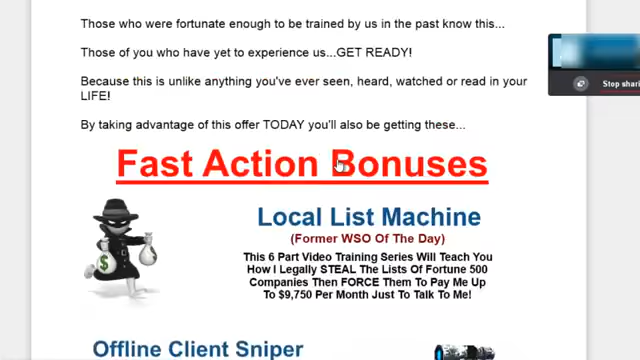 Those who were fortunate enough to be trained by us in the past know this...
Those of you who have yet to experience us...GET READY!
Because this is unlike anything you've ever seen, heard, watched or read in your
LIFE!
By taking advantage of this offer TODAY you'll also be getting these...
Fast Action Bonuses
Local List Machine
(Former WSO Of The Day)
This 6 Part Video Training Series Will Teach You
How I Legally STEAL The Lists Of Fortune 500
Companies Then FORCE Them To Pay Me Up
To $9,750 Per Month Just To Talk To Me!
Offline Client Sniper
Stop shari
$